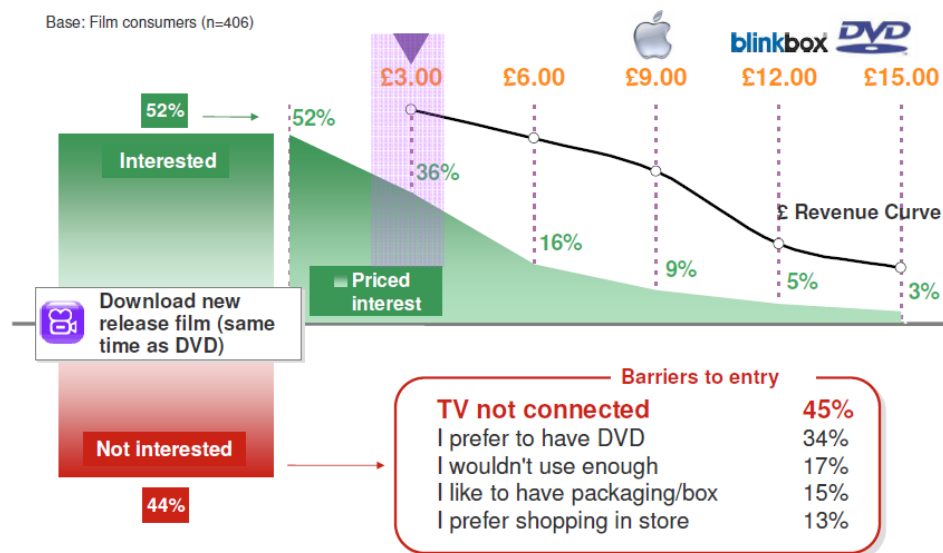 Base: Film consumers (n=406)
blinkbox DVD
£3.00 £6.00 £9.00 £12.00 £15.00
52%
52%
Interested
36%
£ Revenue Curve
16%
9%
5%
3%
Priced
interest
Download new
release film (same
time as DVD)
Barriers to entry
TV not connected 45%
I prefer to have DVD 34%
Not interested
I wouldn't use enough 17%
I like to have packaging/box 15%
44%
I prefer shopping in store 13%